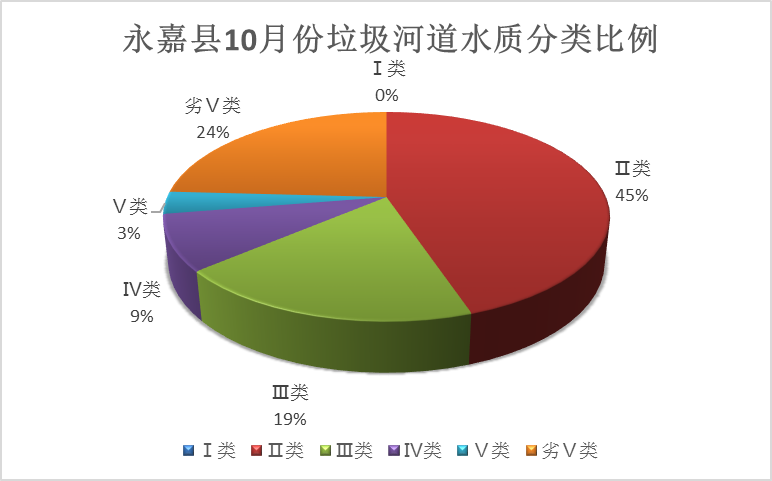 永嘉县10月份垃圾河道水质分类比例
Ⅰ类
0%
劣Ⅴ类
24%
Ⅱ类
45%
Ⅴ类
3%
Ⅳ类
9%
Ⅲ类
19%
Ⅰ类 Ⅱ类 Ⅲ类 Ⅳ类 Ⅴ类 劣Ⅴ类